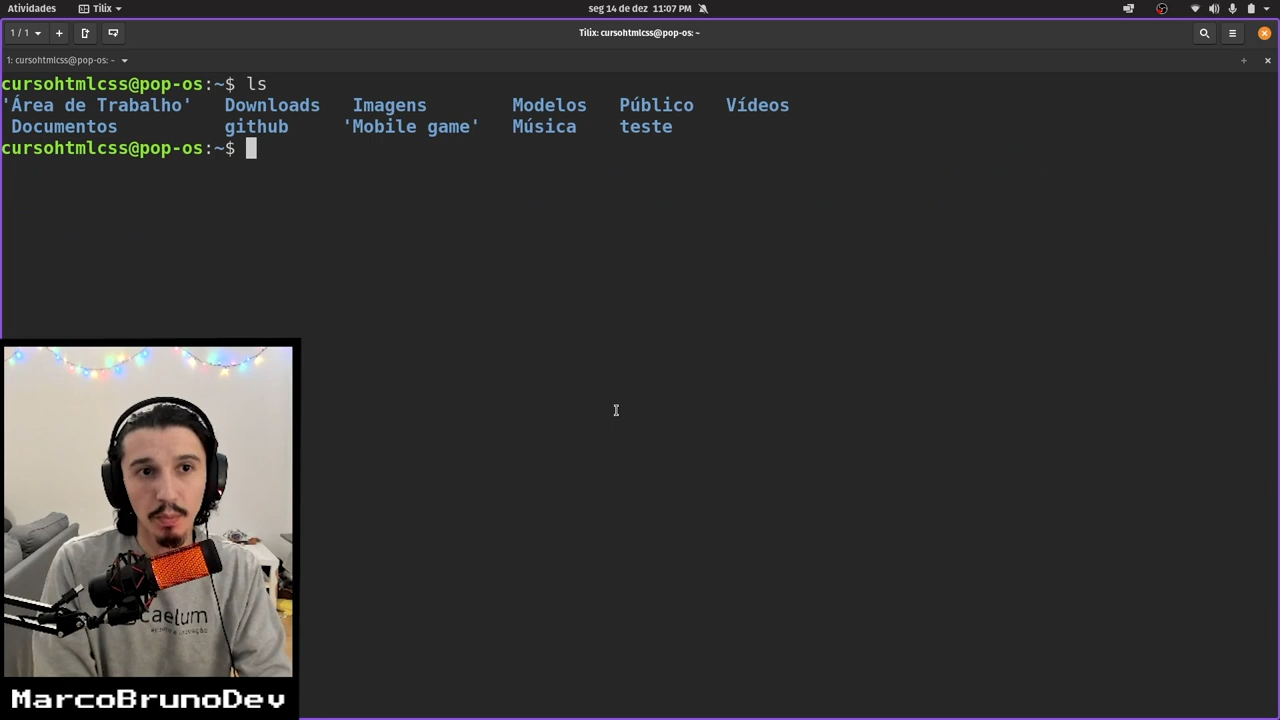 Atividades Tilix seg 14 de dez 11:07 PM
1 / 1 Tilix: cursohtmlcss@pop-os: ~
1: cursohtmlcss@pop-os: ~
cursohtmlcss@pop-os:~$ ls
'Área de Trabalho' Downloads Imagens Modelos Público Vídeos
Documentos github 'Mobile game' Música teste
cursohtmlcss@pop-os:~$
caelum
MarcoBrunoDev